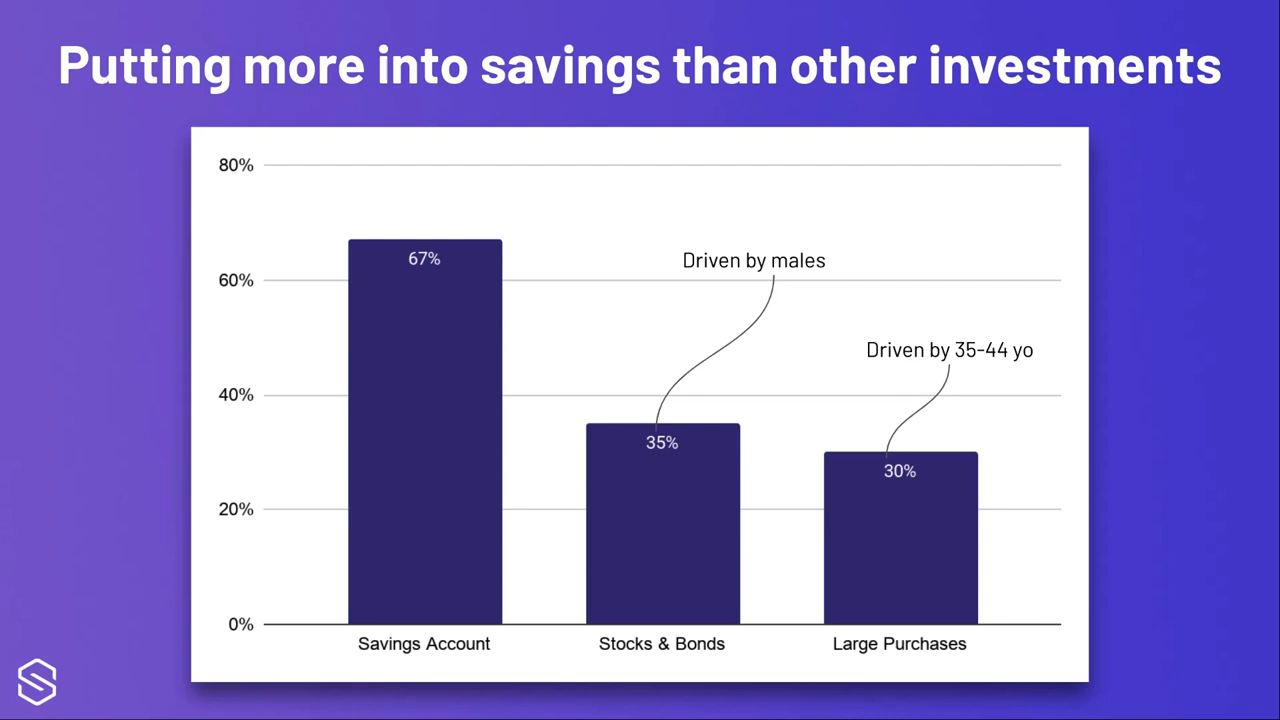 Putting more into savings than other investments
80%
67%
Driven by males
60%
Driven by 35-44 yo
40%
35%
30%
20%
0%
Savings Account
Stocks & Bonds
Large Purchases